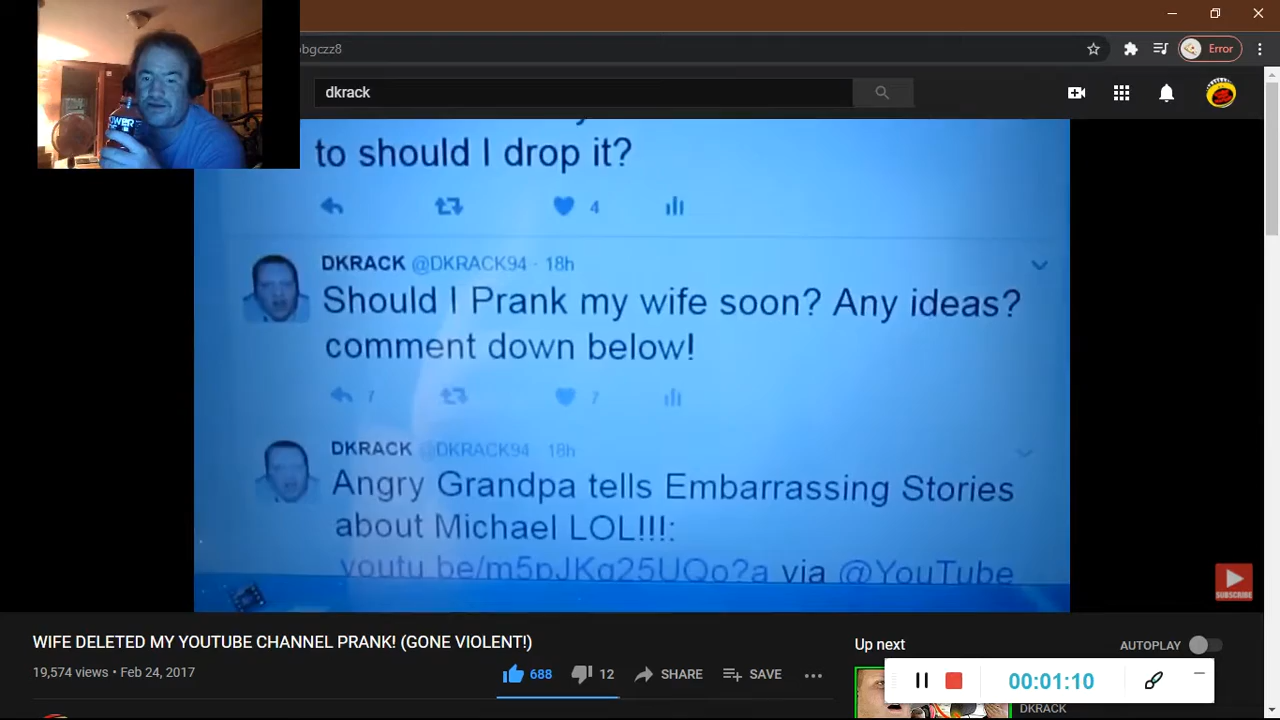 bgczz8
Error
dkrack
to should I drop it?
4
DKRACK @DKRACK94 · 18h
Should I Prank my wife soon? Any ideas?
comment down below!
7 7
DKRACK @DKRACK94 18h
Angry Grandpa tells Embarrassing Stories
about Michael LOL!!!:
youtu be/m5pJKg25UQo?a via @YouTube
SUBSCRIBE
WIFE DELETED MY YOUTUBE CHANNEL PRANK! (GONE VIOLENT!)
19,574 views • Feb 24, 2017
688 12 SHARE SAVE
Up next
AUTOPLAY
00:01:10
DKRACK